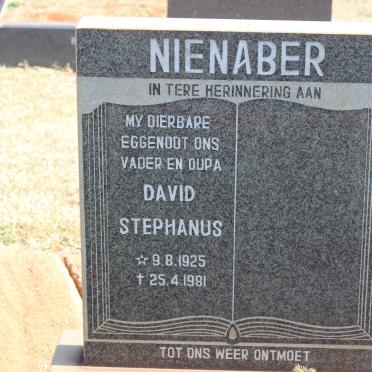 NIENABER
IN TERE HERINNERING AAN
MY DIERBARE
EGGENOOT ONS
VADER EN OUPA
DAVID
STEPHANUS
☆ 9.8.1925
† 25.4.1981
TOT ONS WEER ONTMOET